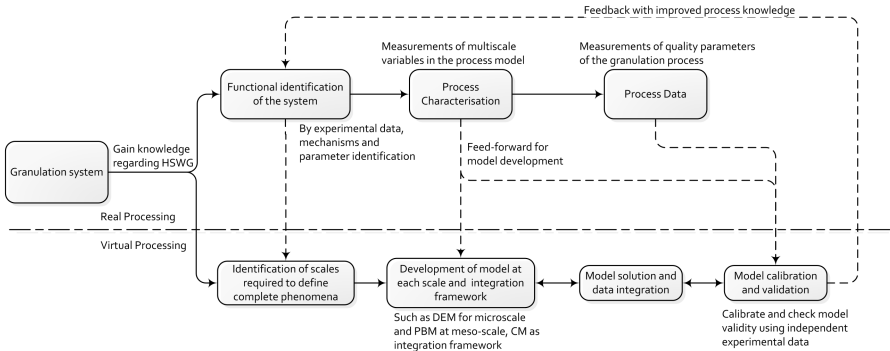 Feedback with improved process knowledge
Measurements of multiscale
variables in the process model
Measurements of quality parameters
of the granulation process
Functional identification
of the system
Process
Characterisation
Process Data
By experimental data,
mechanisms and
parameter identification
Feed-forward for
model development
Gain knowledge
regarding HSWG
Granulation system
Real Processing
Virtual Processing
Identification of scales
required to define
complete phenomena
Development of model at
each scale and integration
framework
Model solution and
data integration
Model calibration
and validation
Such as DEM for microscale
and PBM at meso-scale, CM as
integration framework
Calibrate and check model
validity using independent
experimental data